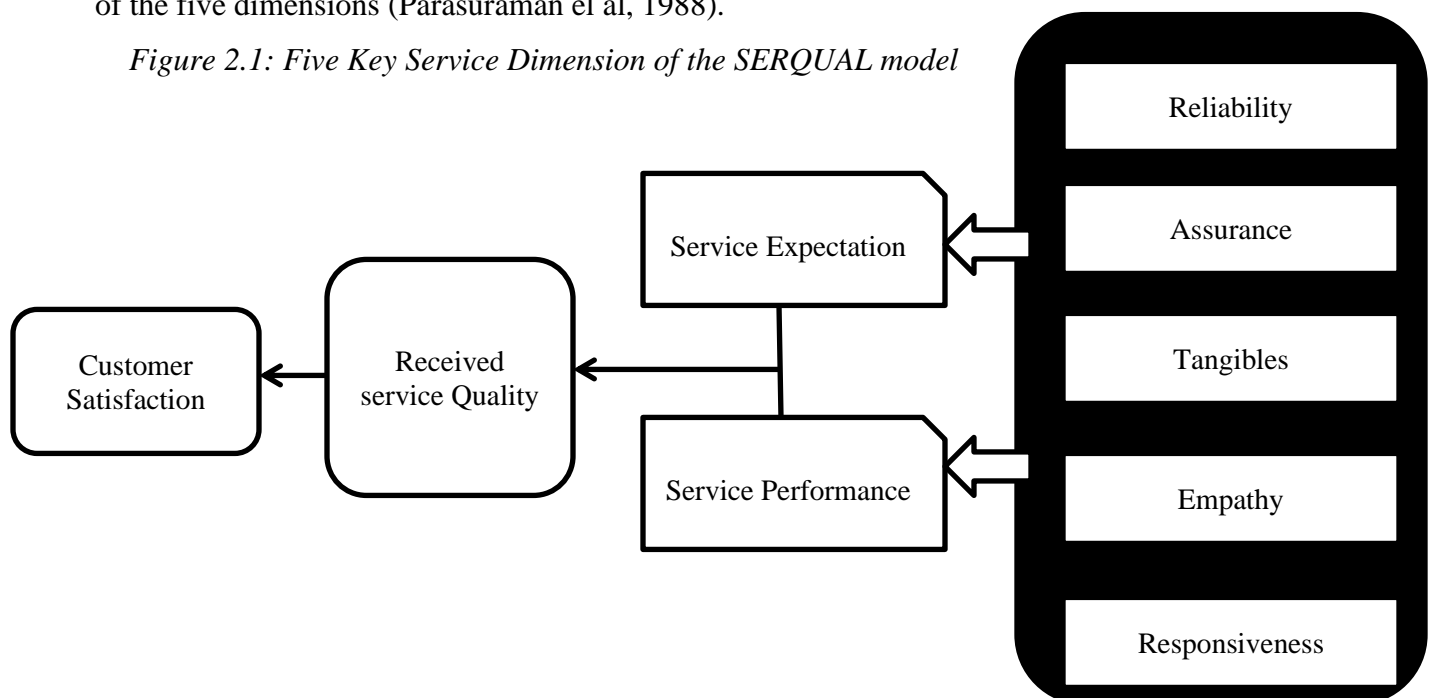 of the five dimensions (Parasuraman el al, 1988).
Figure 2.1: Five Key Service Dimension of the SERQUAL model
Reliability
Assurance
Service Expectation
Tangibles
Received
service Quality
Customer
Satisfaction
Service Performance
Empathy
Responsiveness